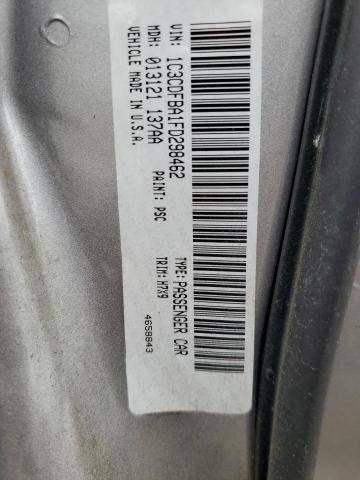 VIN: 1C3CDFBA1FD298462
TYPE: PASSENGER CAR
MDH: 013121 137AA
PAINT: PSC
TRIM: H7X9
VEHICLE MADE IN U.S.A.
4658843